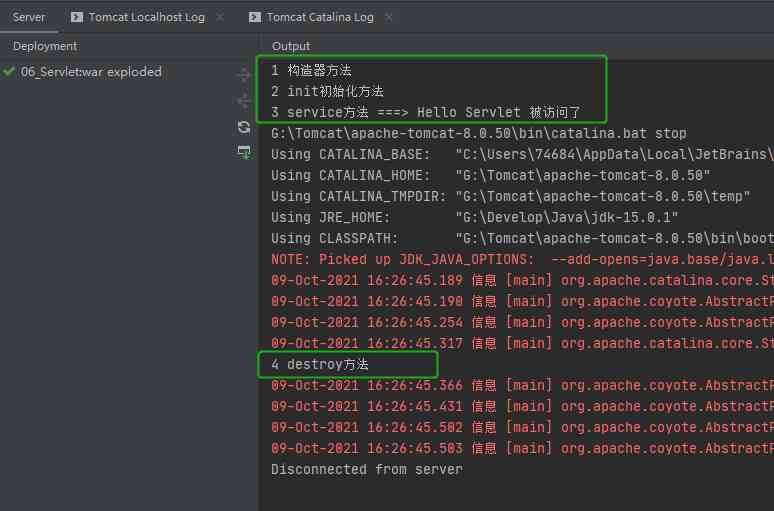 Server
Tomcat Localhost Log
Tomcat Catalina Log
Deployment
Output
06_Servlet:war exploded
1 构造器方法
2 init初始化方法
3 service方法 ===> Hello Servlet 被访问了
G:\Tomcat\apache-tomcat-8.0.50\bin\catalina.bat stop
Using CATALINA_BASE:   "C:\Users\74684\AppData\Local\JetBrains\
Using CATALINA_HOME:   "G:\Tomcat\apache-tomcat-8.0.50"
Using CATALINA_TMPDIR: "G:\Tomcat\apache-tomcat-8.0.50\temp"
Using JRE_HOME:        "G:\Develop\Java\jdk-15.0.1"
Using CLASSPATH:       "G:\Tomcat\apache-tomcat-8.0.50\bin\boot
NOTE: Picked up JDK_JAVA_OPTIONS:  --add-opens=java.base/java.l
09-Oct-2021 16:26:45.189 信息 [main] org.apache.catalina.core.St
09-Oct-2021 16:26:45.190 信息 [main] org.apache.coyote.AbstractP
09-Oct-2021 16:26:45.254 信息 [main] org.apache.coyote.AbstractP
09-Oct-2021 16:26:45.317 信息 [main] org.apache.catalina.core.St
4 destroy方法
09-Oct-2021 16:26:45.366 信息 [main] org.apache.coyote.AbstractP
09-Oct-2021 16:26:45.431 信息 [main] org.apache.coyote.AbstractP
09-Oct-2021 16:26:45.502 信息 [main] org.apache.coyote.AbstractP
09-Oct-2021 16:26:45.503 信息 [main] org.apache.coyote.AbstractP
Disconnected from server